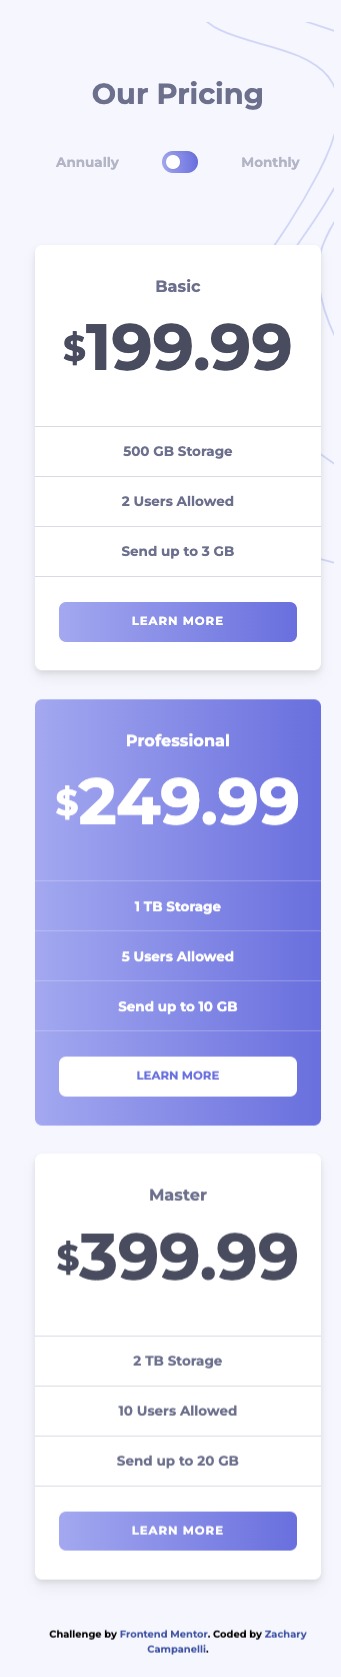 Our Pricing
Annually Monthly
Basic
$199.99
500 GB Storage
2 Users Allowed
Send up to 3 GB
LEARN MORE
Professional
$249.99
1 TB Storage
5 Users Allowed
Send up to 10 GB
LEARN MORE
Master
$399.99
2 TB Storage
10 Users Allowed
Send up to 20 GB
LEARN MORE
Challenge by Frontend Mentor. Coded by Zachary
Campanelli.